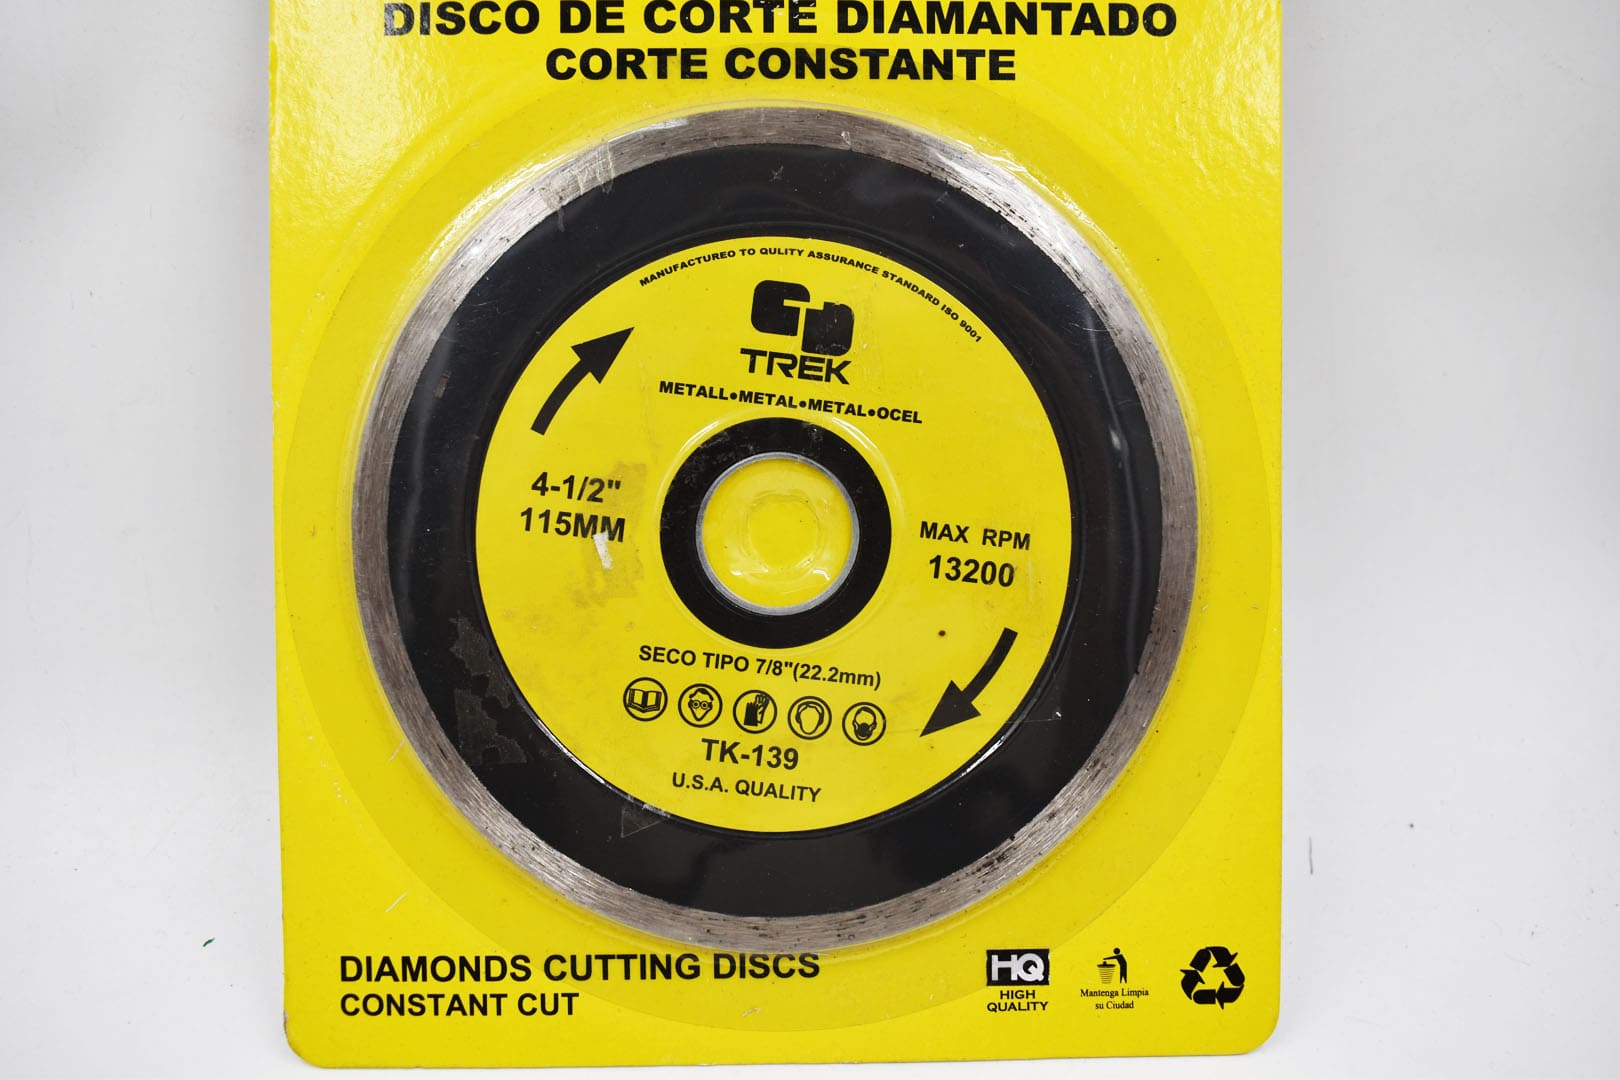 DISCO DE CORTE DIAMANTADO
CORTE CONSTANTE
MANUFACTUREO TO QULITY ASSURANCE STANDARD ISO 9001
TREK
METALL•METAL•METAL•OCEL
4-1/2"
115MM
MAX RPM
13200
SECO TIPO 7/8"(22.2mm)
TK-139
U.S.A. QUALITY
DIAMONDS CUTTING DISCS
CONSTANT CUT
HQ
HIGH
QUALITY
Mantenga Limpia
su Ciudad